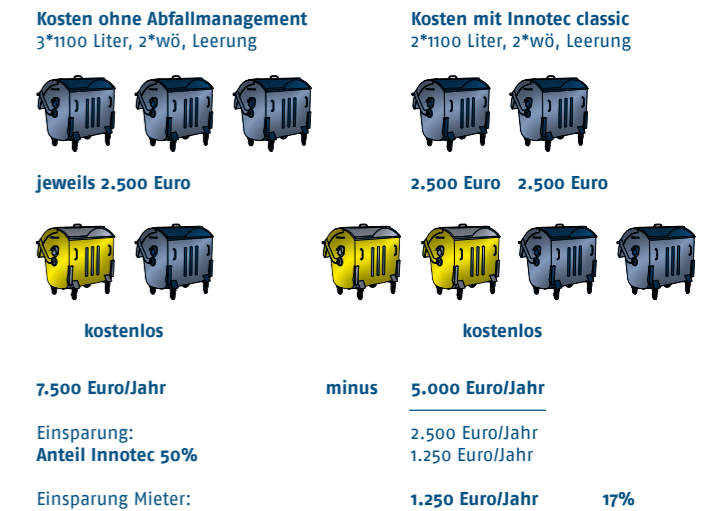 Kosten ohne Abfallmanagement
3*1100 Liter, 2*wö, Leerung
Kosten mit Innotec classic
2*1100 Liter, 2*wö, Leerung
jeweils 2.500 Euro
2.500 Euro 2.500 Euro
kostenlos
kostenlos
7.500 Euro/Jahr minus 5.000 Euro/Jahr
Einsparung: 2.500 Euro/Jahr
Anteil Innotec 50% 1.250 Euro/Jahr
Einsparung Mieter: 1.250 Euro/Jahr 17%